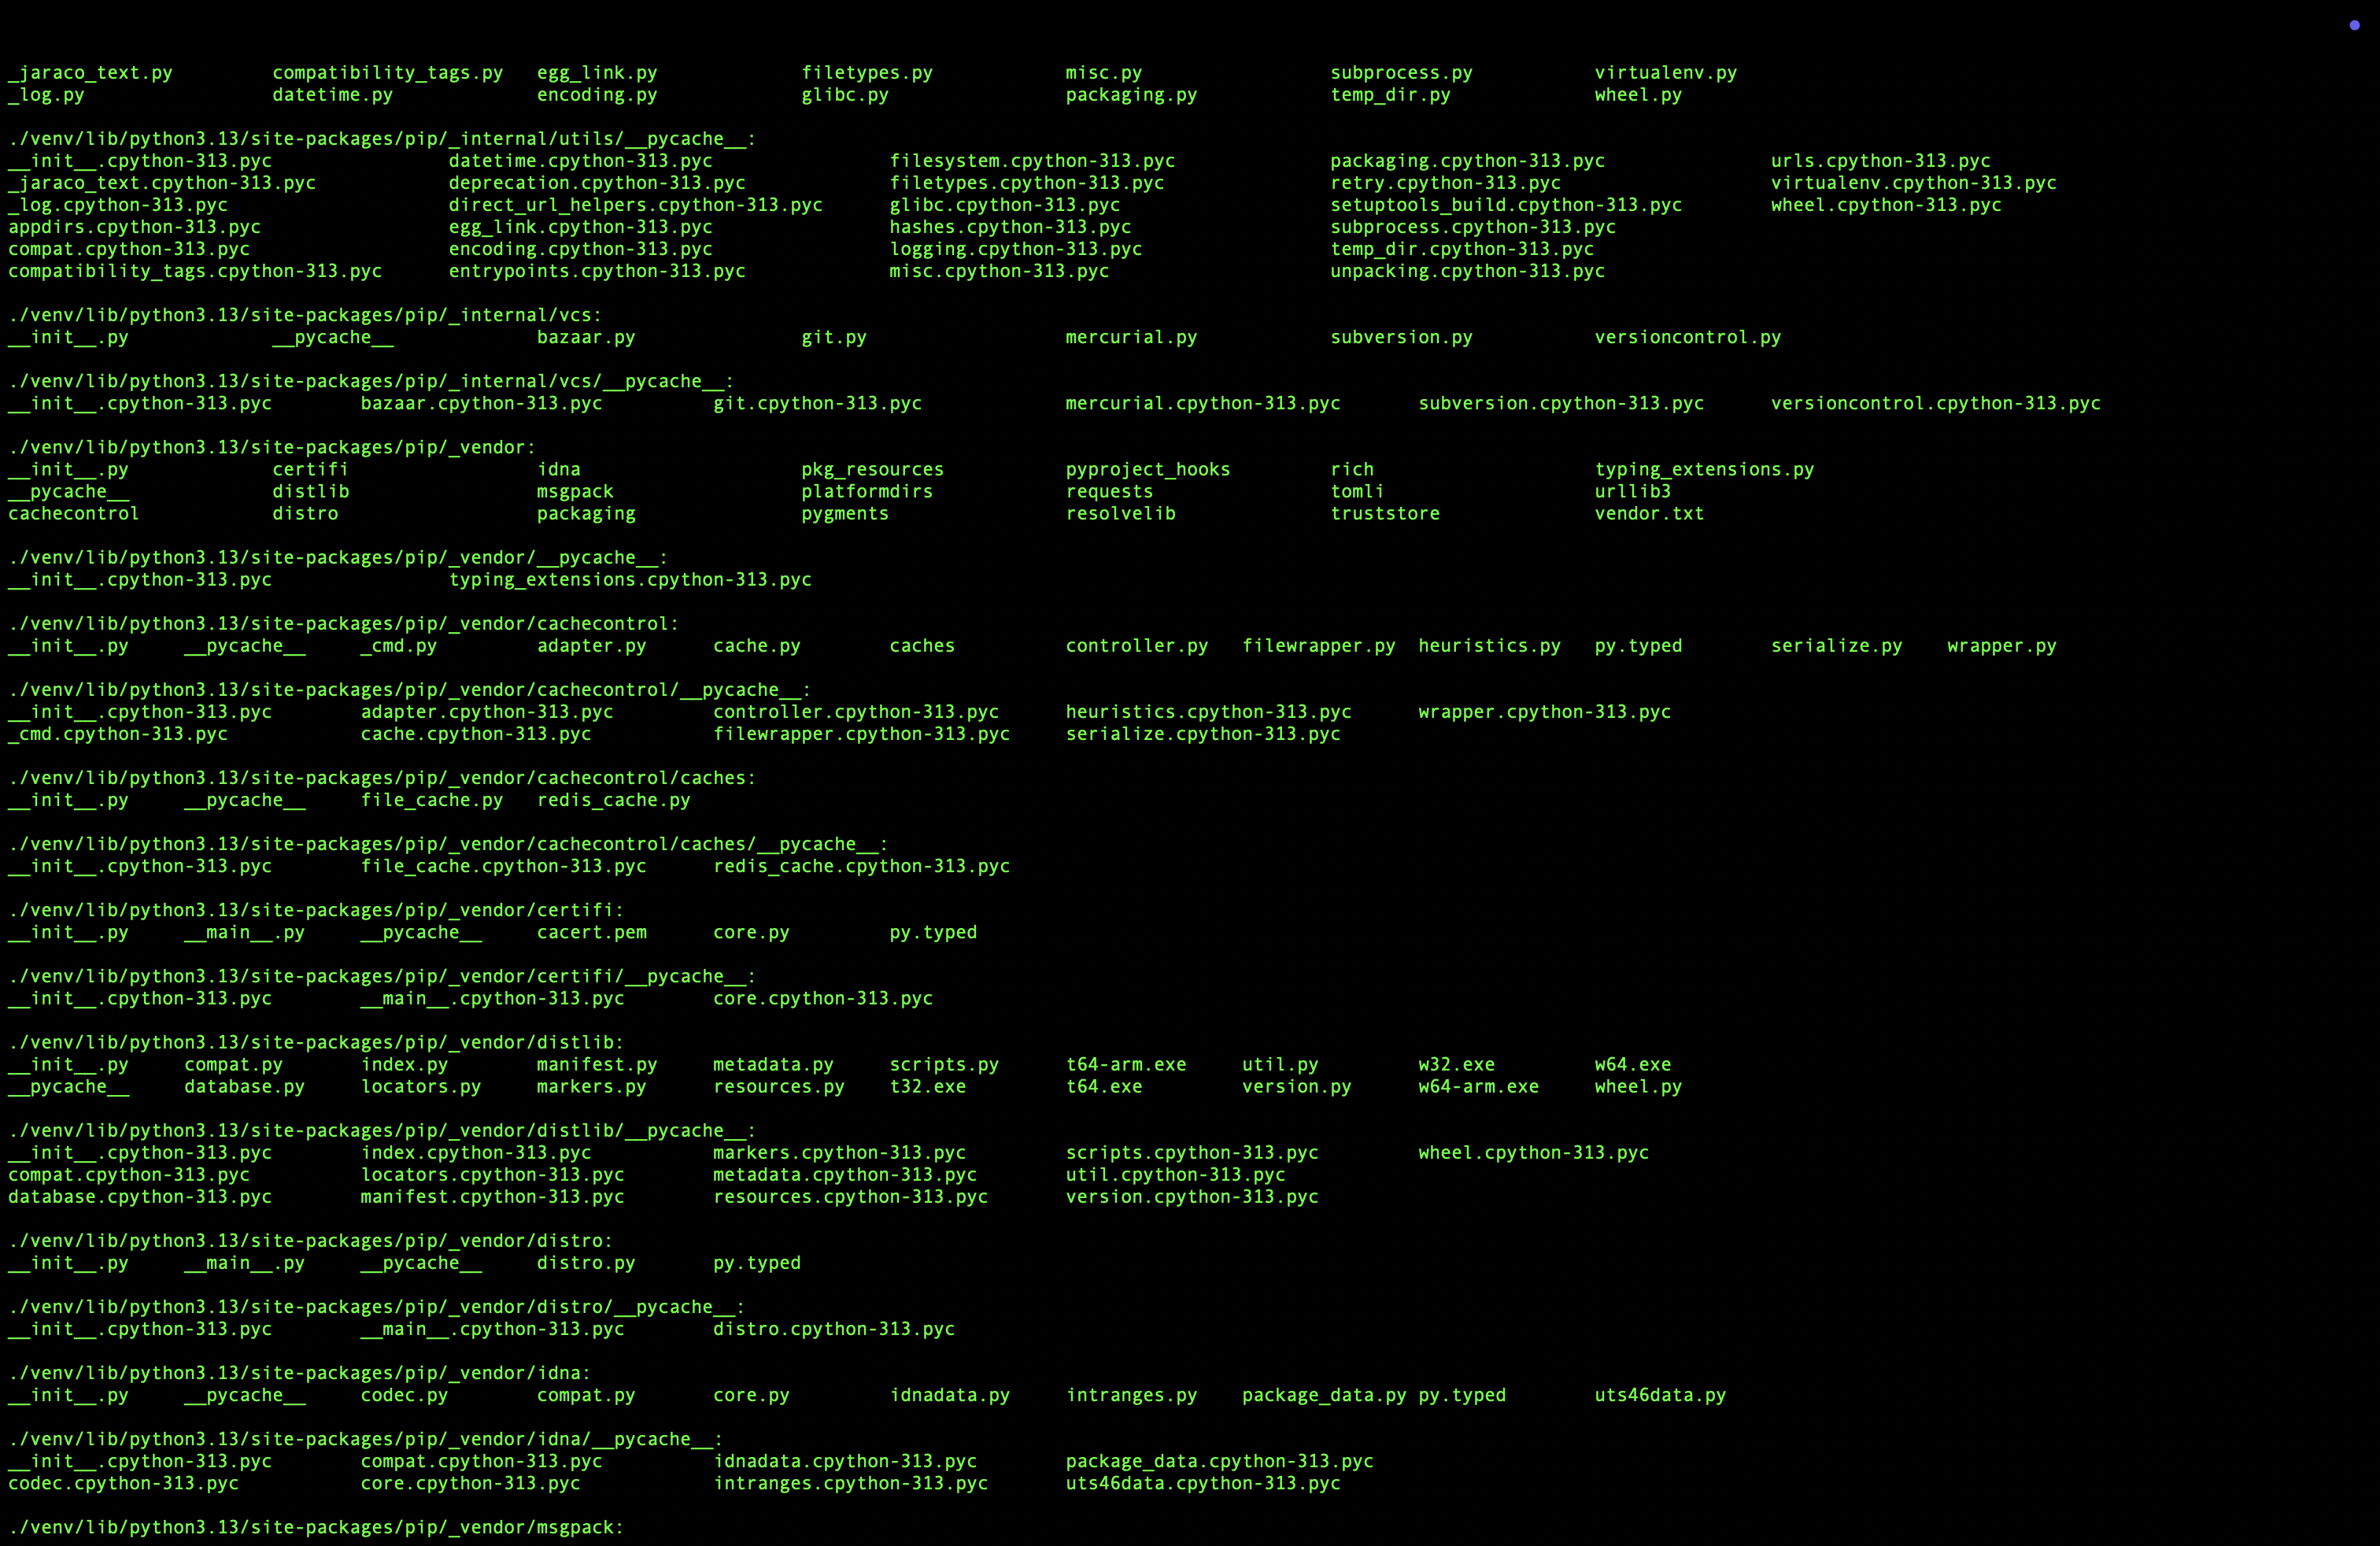 _jaraco_text.py compatibility_tags.py egg_link.py filetypes.py misc.py subprocess.py virtualenv.py
_log.py datetime.py encoding.py glibc.py packaging.py temp_dir.py wheel.py
./venv/lib/python3.13/site-packages/pip/_internal/utils/__pycache__:
__init__.cpython-313.pyc datetime.cpython-313.pyc filesystem.cpython-313.pyc packaging.cpython-313.pyc urls.cpython-313.pyc
_jaraco_text.cpython-313.pyc deprecation.cpython-313.pyc filetypes.cpython-313.pyc retry.cpython-313.pyc virtualenv.cpython-313.pyc
_log.cpython-313.pyc direct_url_helpers.cpython-313.pyc glibc.cpython-313.pyc setuptools_build.cpython-313.pyc wheel.cpython-313.pyc
appdirs.cpython-313.pyc egg_link.cpython-313.pyc hashes.cpython-313.pyc subprocess.cpython-313.pyc
compat.cpython-313.pyc encoding.cpython-313.pyc logging.cpython-313.pyc temp_dir.cpython-313.pyc
compatibility_tags.cpython-313.pyc entrypoints.cpython-313.pyc misc.cpython-313.pyc unpacking.cpython-313.pyc
./venv/lib/python3.13/site-packages/pip/_internal/vcs:
__init__.py __pycache__ bazaar.py git.py mercurial.py subversion.py versioncontrol.py
./venv/lib/python3.13/site-packages/pip/_internal/vcs/__pycache__:
__init__.cpython-313.pyc bazaar.cpython-313.pyc git.cpython-313.pyc mercurial.cpython-313.pyc subversion.cpython-313.pyc versioncontrol.cpython-313.pyc
./venv/lib/python3.13/site-packages/pip/_vendor:
__init__.py certifi idna pkg_resources pyproject_hooks rich typing_extensions.py
__pycache__ distlib msgpack platformdirs requests tomli urllib3
cachecontrol distro packaging pygments resolvelib truststore vendor.txt
./venv/lib/python3.13/site-packages/pip/_vendor/__pycache__:
__init__.cpython-313.pyc typing_extensions.cpython-313.pyc
./venv/lib/python3.13/site-packages/pip/_vendor/cachecontrol:
__init__.py __pycache__ _cmd.py adapter.py cache.py caches controller.py filewrapper.py heuristics.py py.typed serialize.py wrapper.py
./venv/lib/python3.13/site-packages/pip/_vendor/cachecontrol/__pycache__:
__init__.cpython-313.pyc adapter.cpython-313.pyc controller.cpython-313.pyc heuristics.cpython-313.pyc wrapper.cpython-313.pyc
_cmd.cpython-313.pyc cache.cpython-313.pyc filewrapper.cpython-313.pyc serialize.cpython-313.pyc
./venv/lib/python3.13/site-packages/pip/_vendor/cachecontrol/caches:
__init__.py __pycache__ file_cache.py redis_cache.py
./venv/lib/python3.13/site-packages/pip/_vendor/cachecontrol/caches/__pycache__:
__init__.cpython-313.pyc file_cache.cpython-313.pyc redis_cache.cpython-313.pyc
./venv/lib/python3.13/site-packages/pip/_vendor/certifi:
__init__.py __main__.py __pycache__ cacert.pem core.py py.typed
./venv/lib/python3.13/site-packages/pip/_vendor/certifi/__pycache__:
__init__.cpython-313.pyc __main__.cpython-313.pyc core.cpython-313.pyc
./venv/lib/python3.13/site-packages/pip/_vendor/distlib:
__init__.py compat.py index.py manifest.py metadata.py scripts.py t64-arm.exe util.py w32.exe w64.exe
__pycache__ database.py locators.py markers.py resources.py t32.exe t64.exe version.py w64-arm.exe wheel.py
./venv/lib/python3.13/site-packages/pip/_vendor/distlib/__pycache__:
__init__.cpython-313.pyc index.cpython-313.pyc markers.cpython-313.pyc scripts.cpython-313.pyc wheel.cpython-313.pyc
compat.cpython-313.pyc locators.cpython-313.pyc metadata.cpython-313.pyc util.cpython-313.pyc
database.cpython-313.pyc manifest.cpython-313.pyc resources.cpython-313.pyc version.cpython-313.pyc
./venv/lib/python3.13/site-packages/pip/_vendor/distro:
__init__.py __main__.py __pycache__ distro.py py.typed
./venv/lib/python3.13/site-packages/pip/_vendor/distro/__pycache__:
__init__.cpython-313.pyc __main__.cpython-313.pyc distro.cpython-313.pyc
./venv/lib/python3.13/site-packages/pip/_vendor/idna:
__init__.py __pycache__ codec.py compat.py core.py idnadata.py intranges.py package_data.py py.typed uts46data.py
./venv/lib/python3.13/site-packages/pip/_vendor/idna/__pycache__:
__init__.cpython-313.pyc compat.cpython-313.pyc idnadata.cpython-313.pyc package_data.cpython-313.pyc
codec.cpython-313.pyc core.cpython-313.pyc intranges.cpython-313.pyc uts46data.cpython-313.pyc
./venv/lib/python3.13/site-packages/pip/_vendor/msgpack: